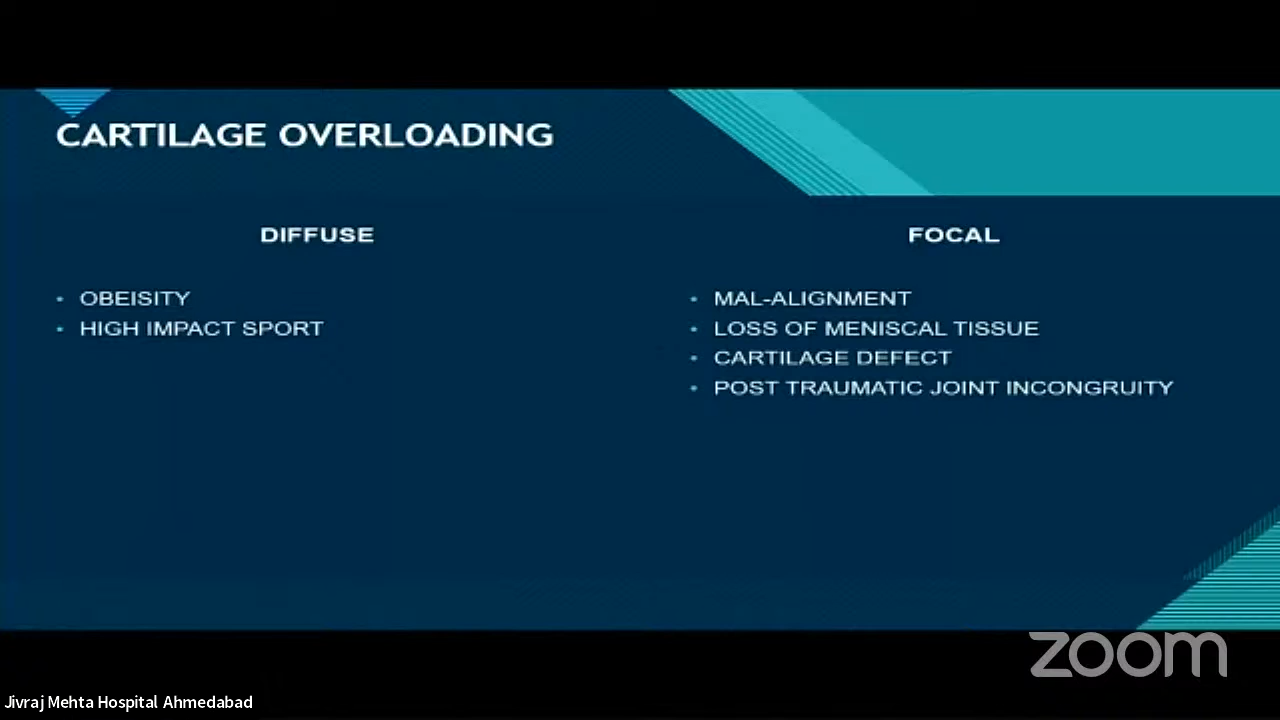 CARTILAGE OVERLOADING
DIFFUSE
• OBEISITY
• HIGH IMPACT SPORT
FOCAL
• MAL-ALIGNMENT
• LOSS OF MENISCAL TISSUE
• CARTILAGE DEFECT
• POST TRAUMATIC JOINT INCONGRUITY
zoom
Jivraj Mehta Hospital Ahmedabad